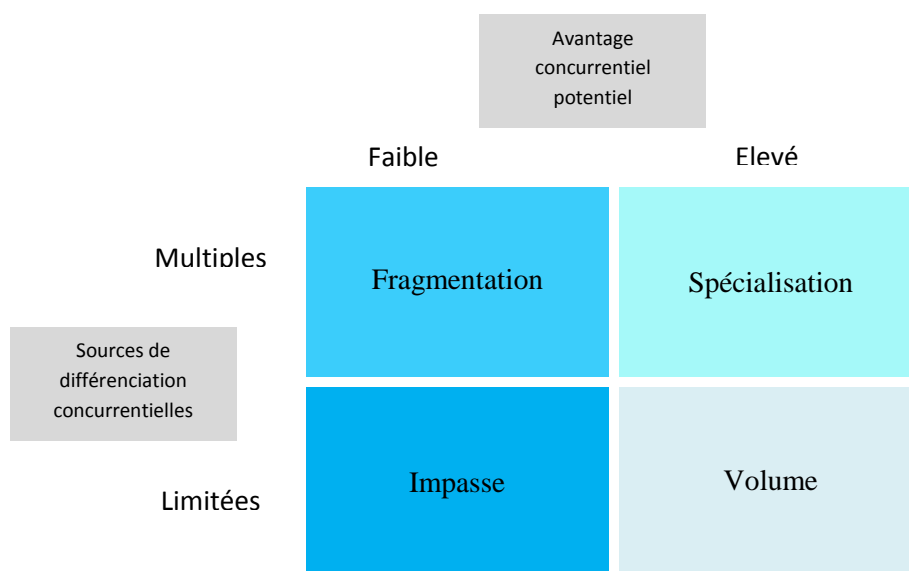 Avantage
concurrentiel
potentiel
Faible
Elevé
Multiples
Fragmentation
Spécialisation
Sources de
différenciation
concurrentielles
Limitées
Impasse
Volume